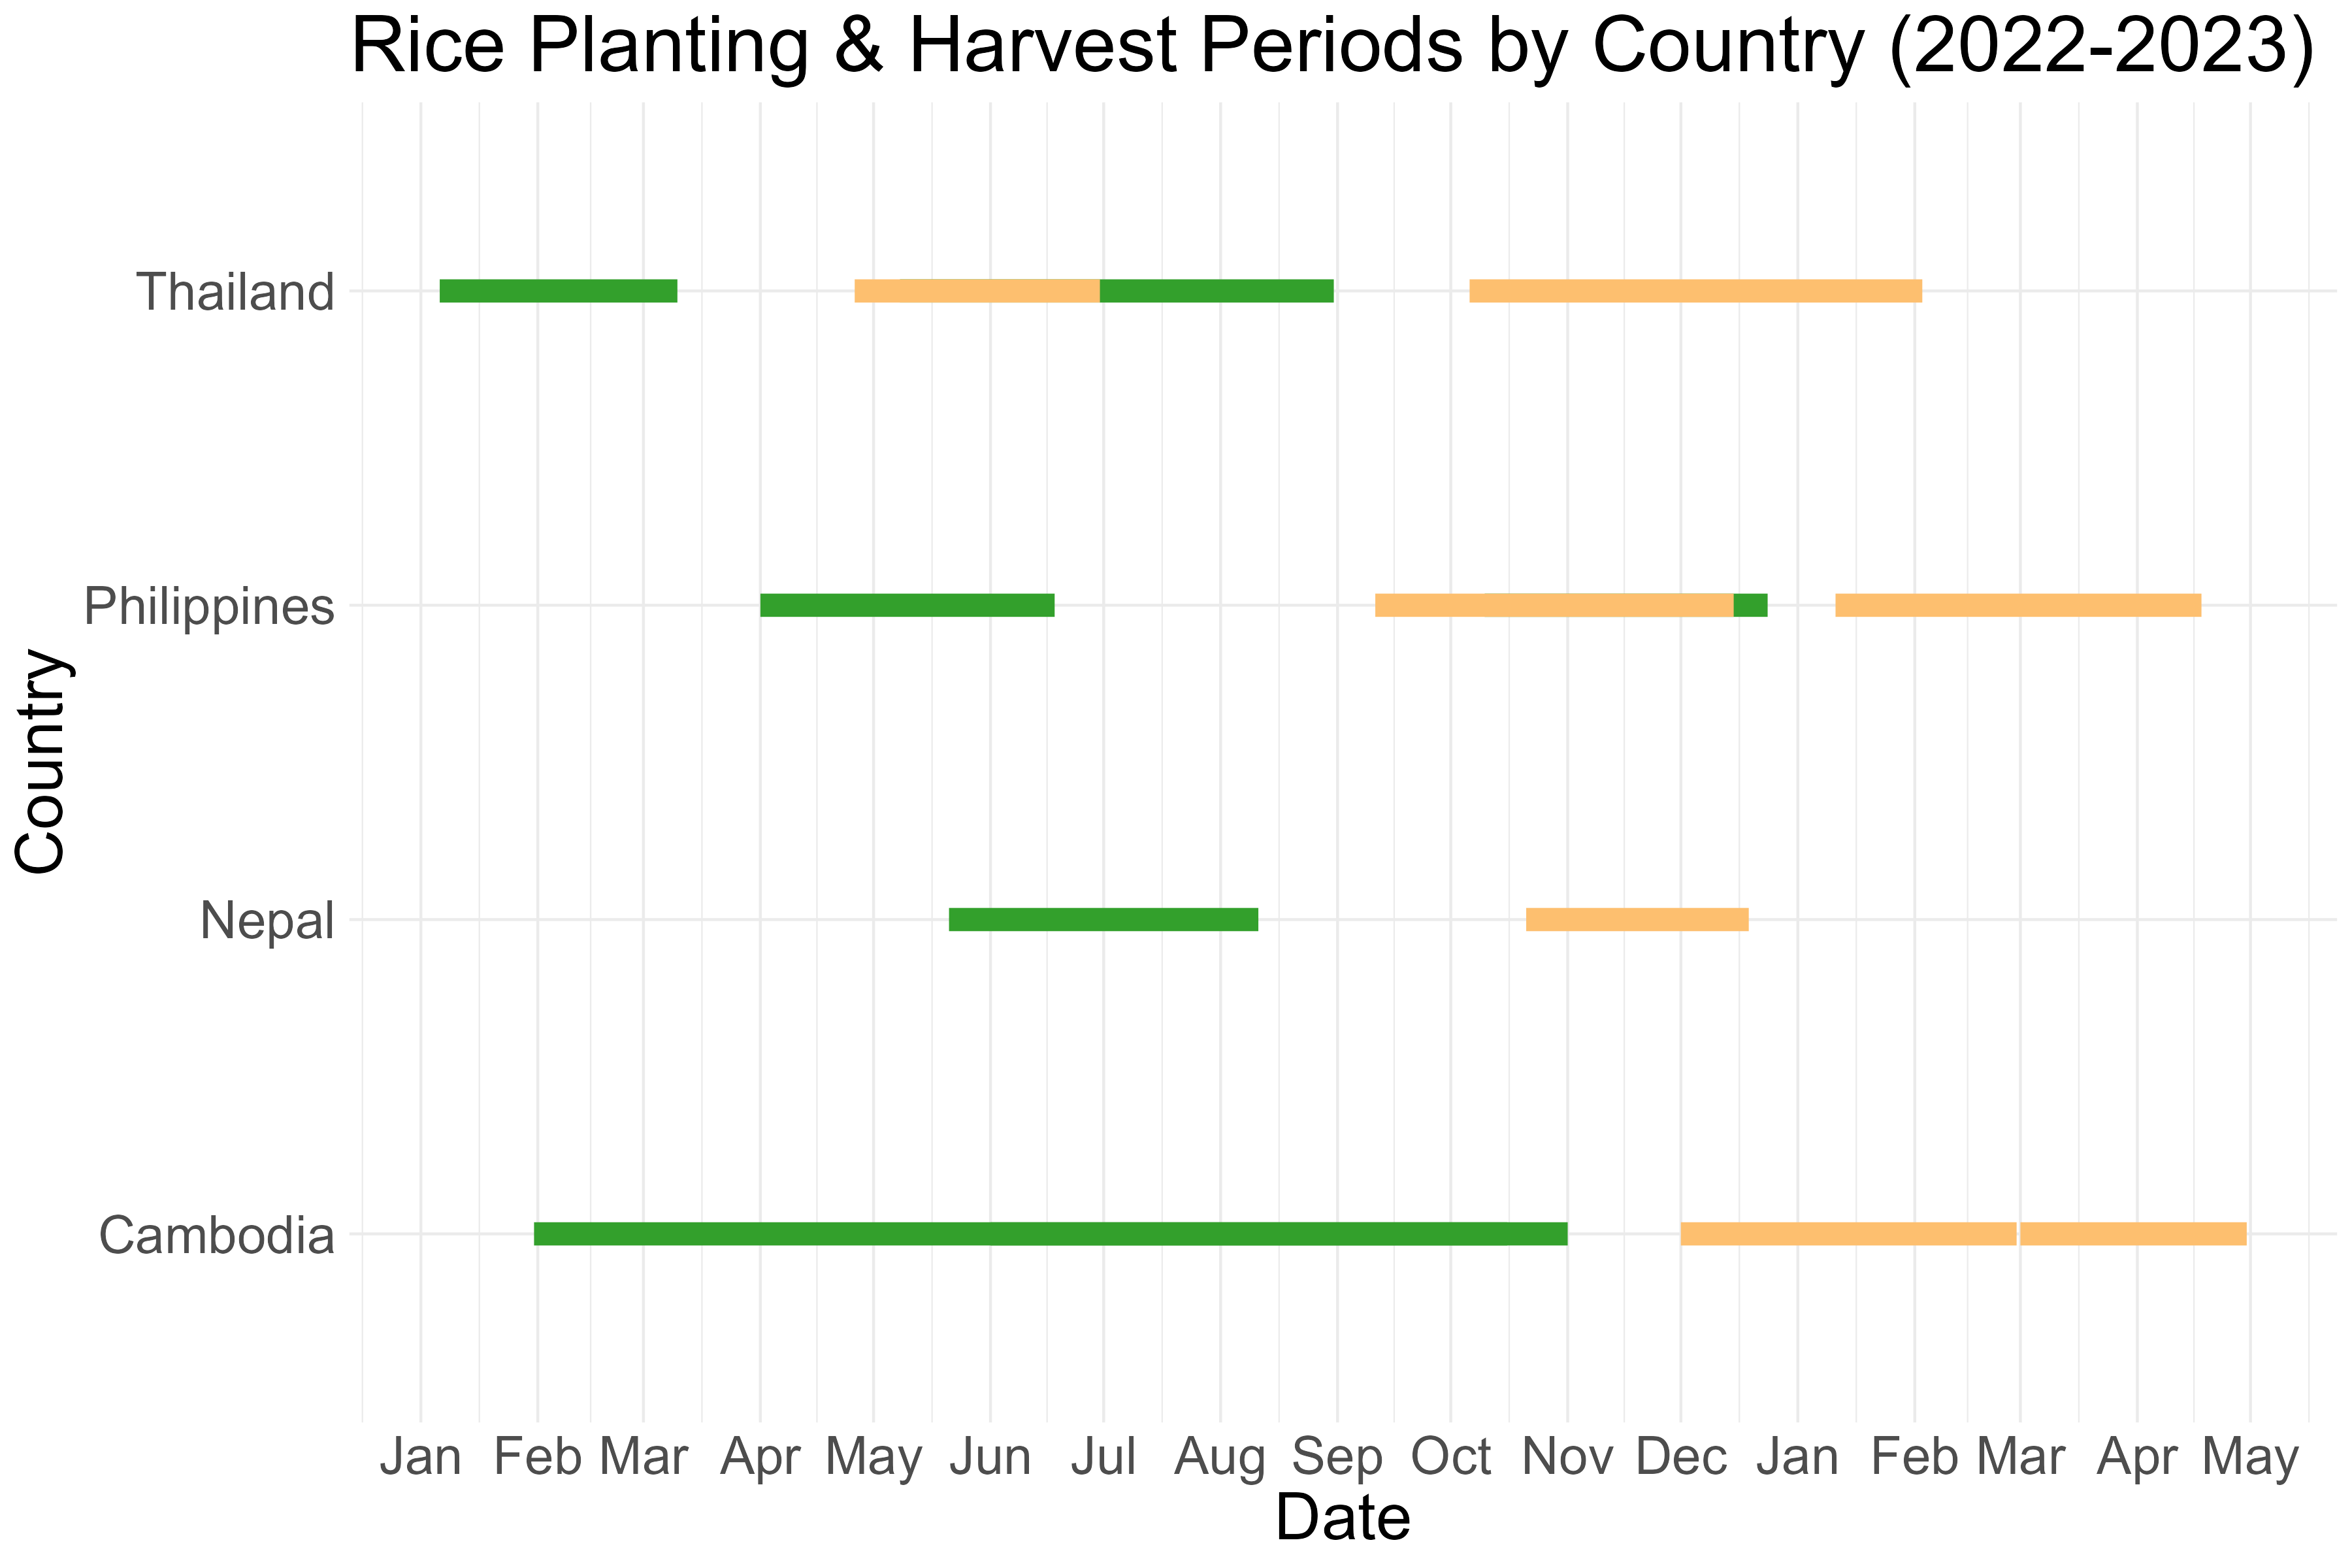 Rice Planting & Harvest Periods by Country (2022-2023)
Thailand
Philippines
Nepal
Cambodia
Country
Jan Feb Mar Apr May Jun Jul Aug Sep Oct Nov Dec Jan Feb Mar Apr May
Date